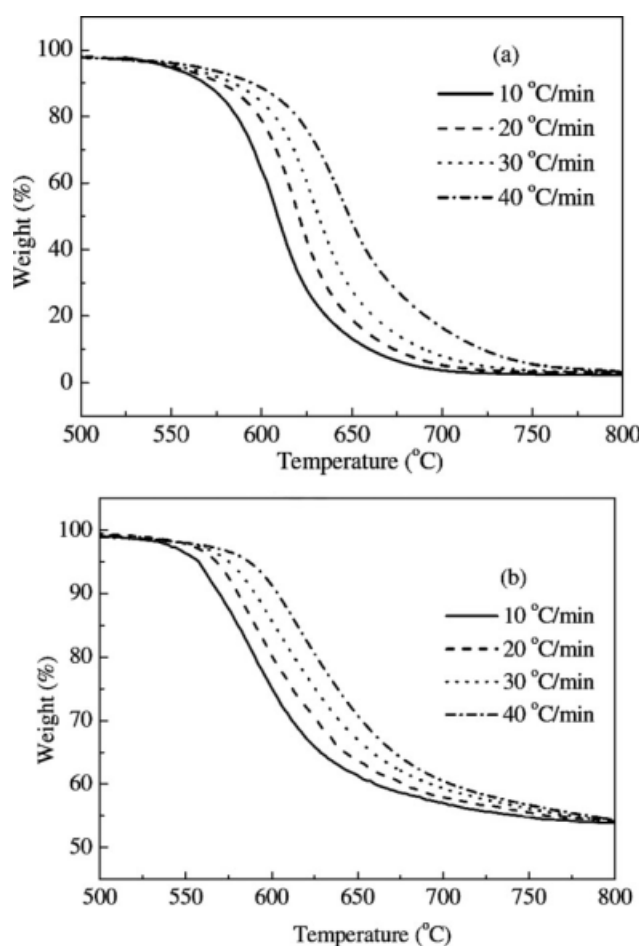 (a)
10 °C/min
20 °C/min
30 °C/min
40 °C/min
Weight (%)
100
80
60
40
20
0
500 550 600 650 700 750 800
Temperature (°C)
(b)
10 °C/min
20 °C/min
30 °C/min
40 °C/min
Weight (%)
100
90
80
70
60
50
500 550 600 650 700 750 800
Temperature (°C)